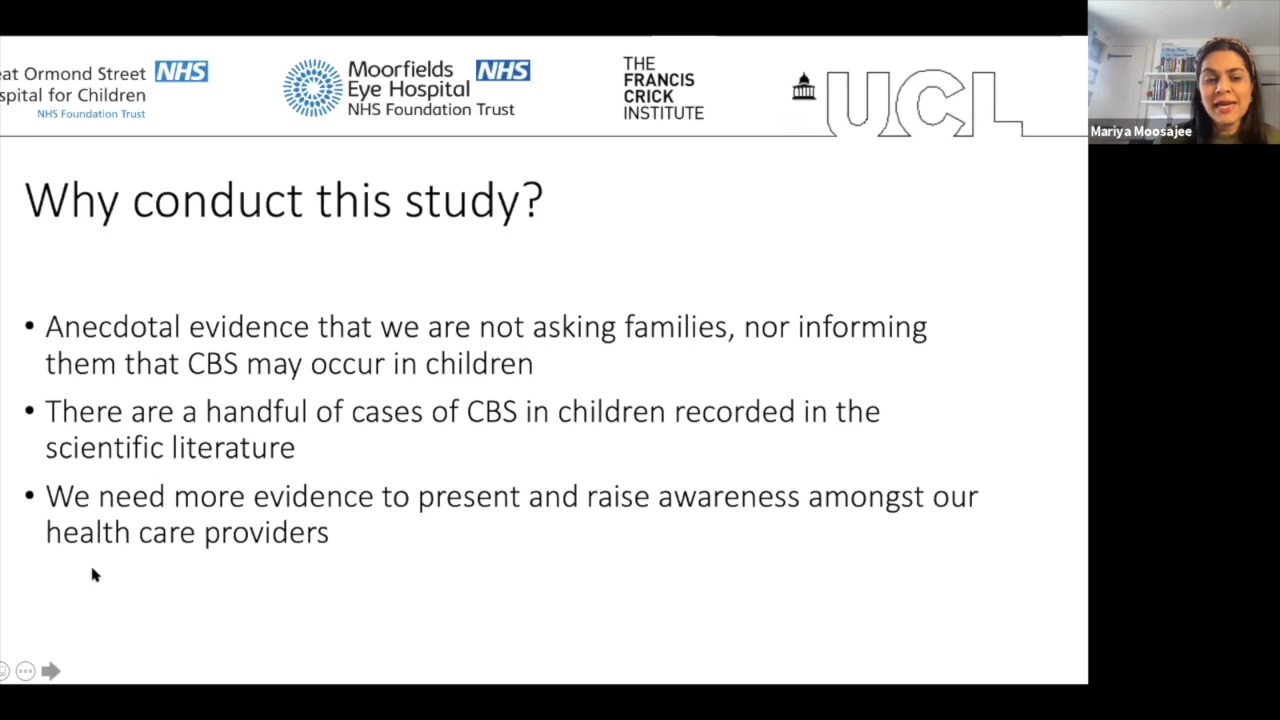 eat Ormond Street NHS
spital for Children
NHS Foundation Trust
Moorfields NHS
Eye Hospital
NHS Foundation Trust
THE
FRANCIS
CRICK
INSTITUTE
UCL
Mariya Moosajee
Why conduct this study?
• Anecdotal evidence that we are not asking families, nor informing
them that CBS may occur in children
• There are a handful of cases of CBS in children recorded in the
scientific literature
• We need more evidence to present and raise awareness amongst our
health care providers